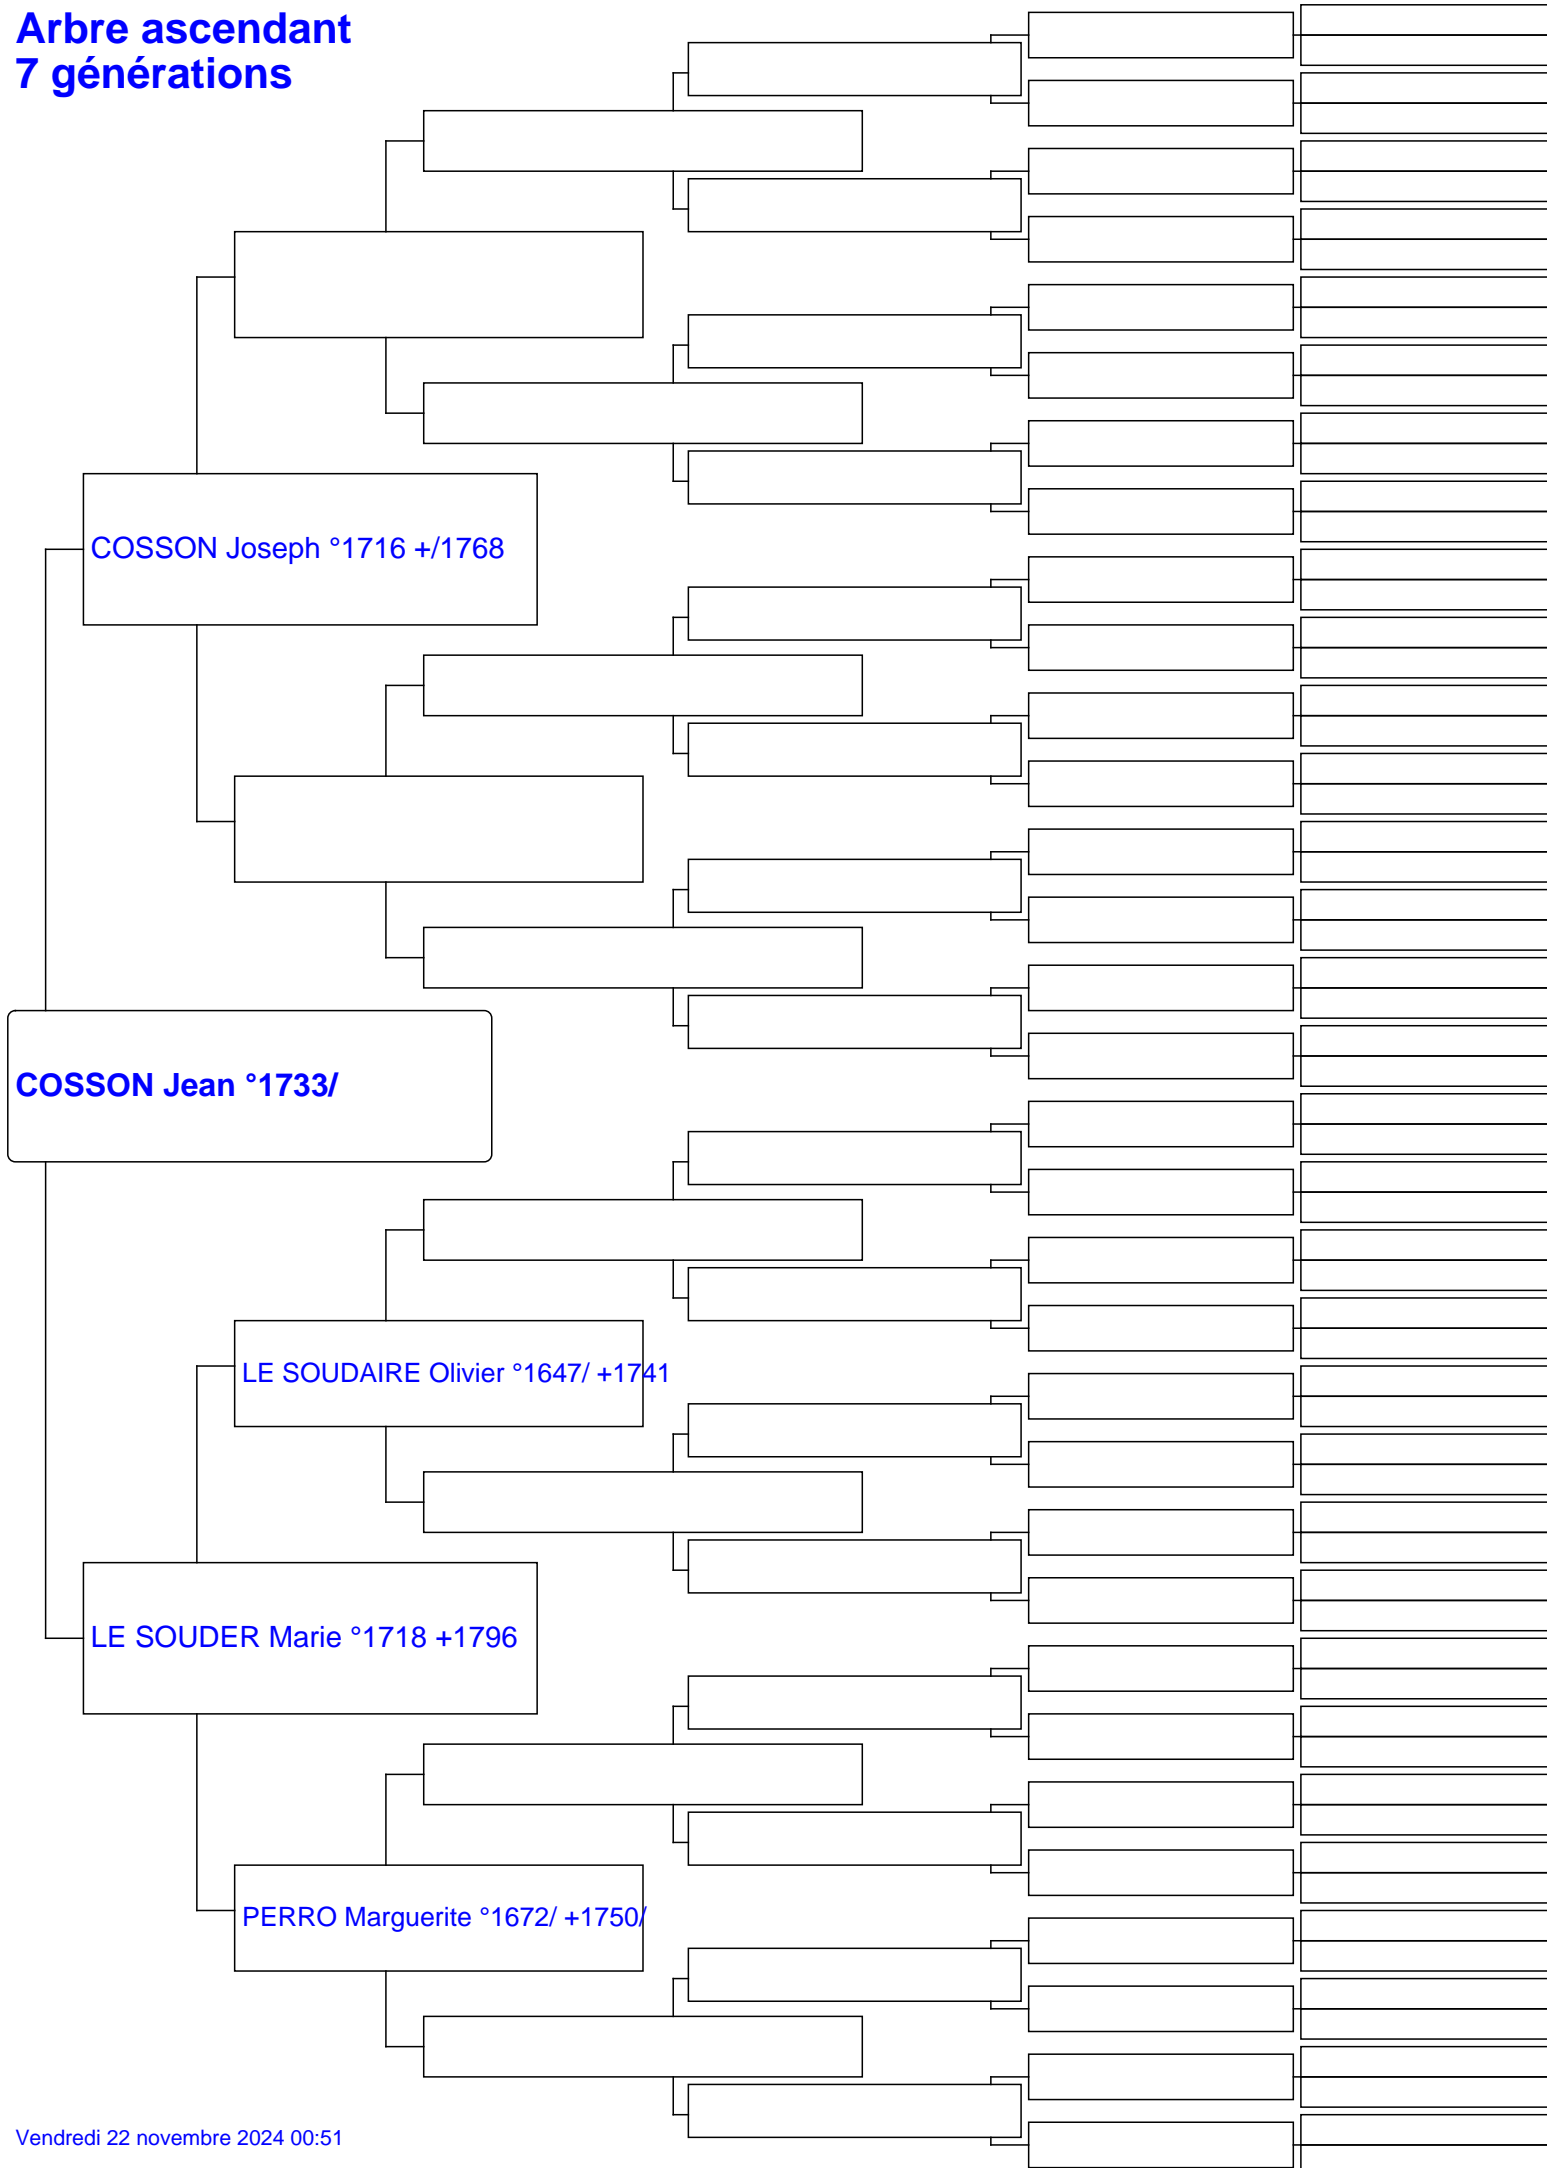 Arbre ascendant
7 générations
COSSON Joseph °1716 +/1768
COSSON Jean °1733/
LE SOUDAIRE Olivier °1647/ +1741
LE SOUDER Marie °1718 +1796
PERRO Marguerite °1672/ +1750/
Vendredi 22 novembre 2024 00:51